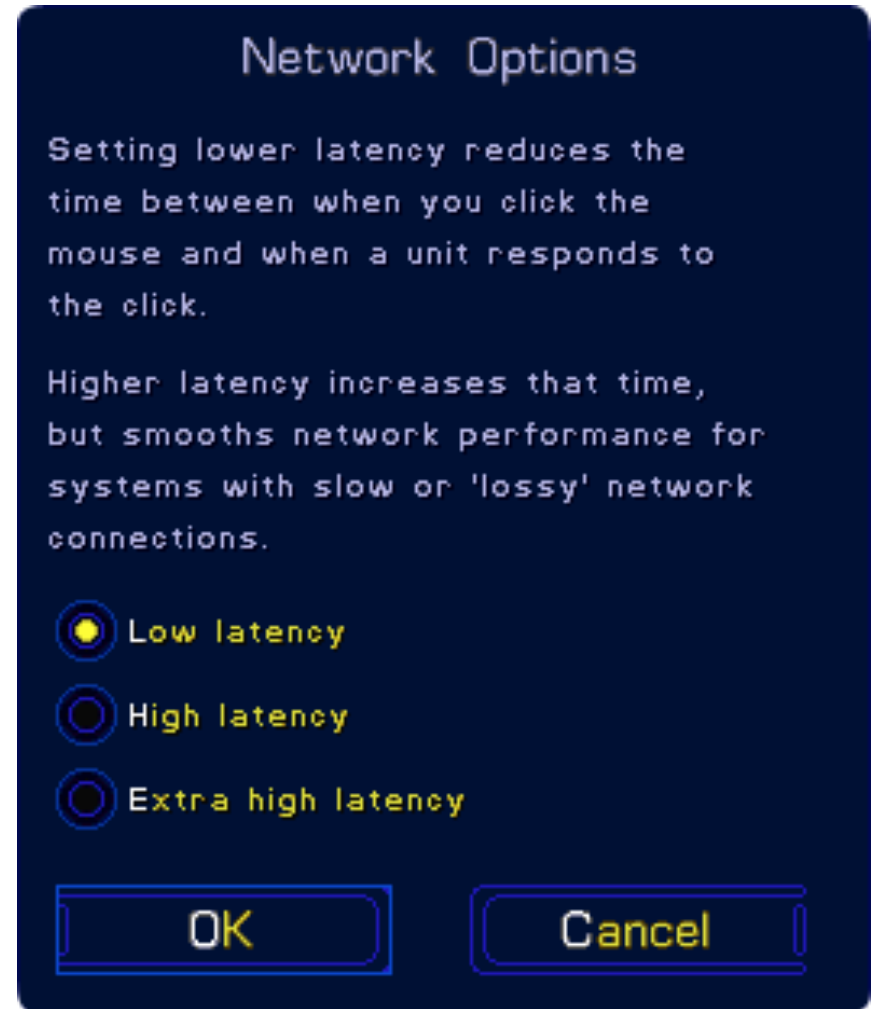 Network Options
Setting lower latency reduces the
time between when you click the
mouse and when a unit responds to
the click.
Higher latency increases that time,
but smooths network performance for
systems with slow or 'lossy' network
connections.
Low latency
High latency
Extra high latency
OK
Cancel